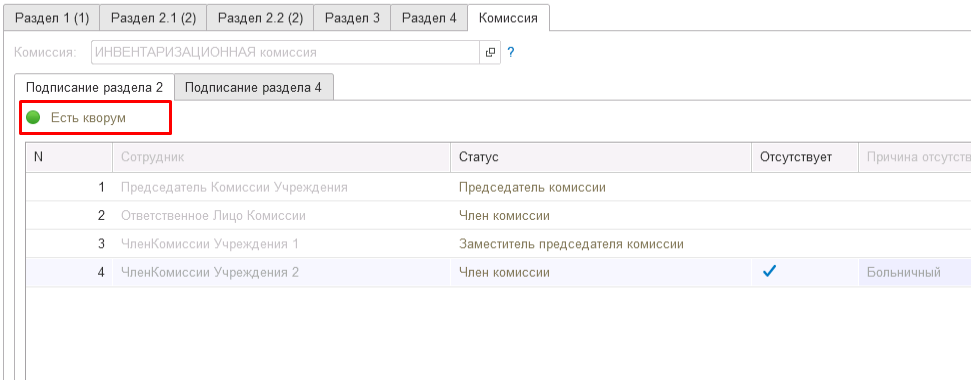 Раздел 1 (1) Раздел 2.1 (2) Раздел 2.2 (2) Раздел 3 Раздел 4 Комиссия
Комиссия: ИНВЕНТАРИЗАЦИОННАЯ комиссия ?
Подписание раздела 2 Подписание раздела 4
Есть кворум
N Сотрудник Статус Отсутствует Причина отсутств
1 Председатель Комиссии Учреждения Председатель комиссии
2 Ответственное Лицо Комиссии Член комиссии
3 ЧленКомиссии Учреждения 1 Заместитель председателя комиссии
4 ЧленКомиссии Учреждения 2 Член комиссии Больничный